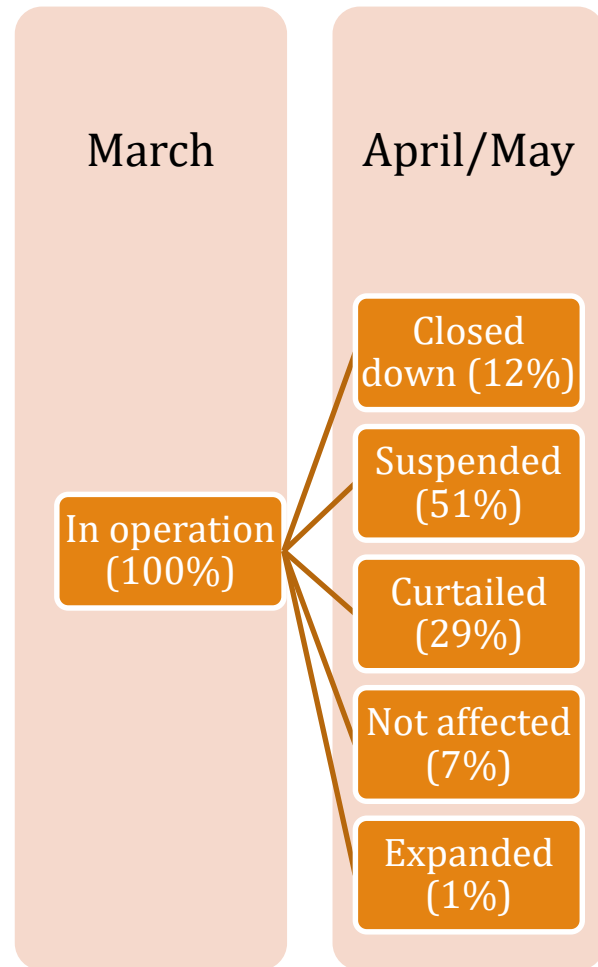 March
April/May
In operation
(100%)
Closed
down (12%)
Suspended
(51%)
Curtailed
(29%)
Not affected
(7%)
Expanded
(1%)